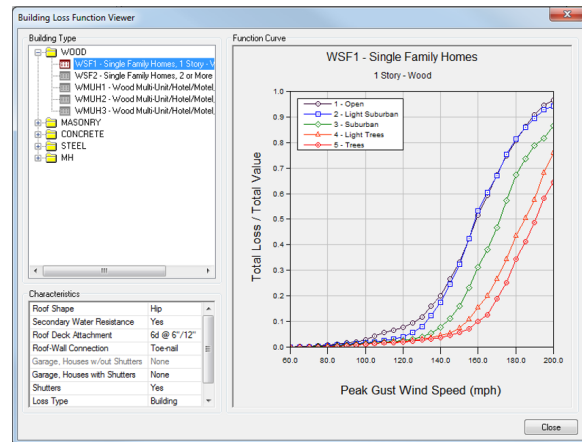 Building Loss Function Viewer
Building Type
WOOD
WSF1 - Single Family Homes, 1 Story - W
WSF2 - Single Family Homes, 2 or More
WMUH1 - Wood Multi-Unit/Hotel/Motel,
WMUH2 - Wood Multi-Unit/Hotel/Motel,
WMUH3 - Wood Multi-Unit/Hotel/Motel,
MASONRY
CONCRETE
STEEL
MH
Characteristics
Roof Shape Hip
Secondary Water Resistance Yes
Roof Deck Attachment 6d @ 6"/12"
Roof-Wall Connection Toe-nail
Garage, Houses w/out Shutters None
Garage, Houses with Shutters None
Shutters Yes
Loss Type Building
Function Curve
WSF1 - Single Family Homes
1 Story - Wood
1 - Open
2 - Light Suburban
3 - Suburban
4 - Light Trees
5 - Trees
Total Loss / Total Value
1.0
0.9
0.8
0.7
0.6
0.5
0.4
0.3
0.2
0.1
0.0
60.0 80.0 100.0 120.0 140.0 160.0 180.0 200.0
Peak Gust Wind Speed (mph)
Close